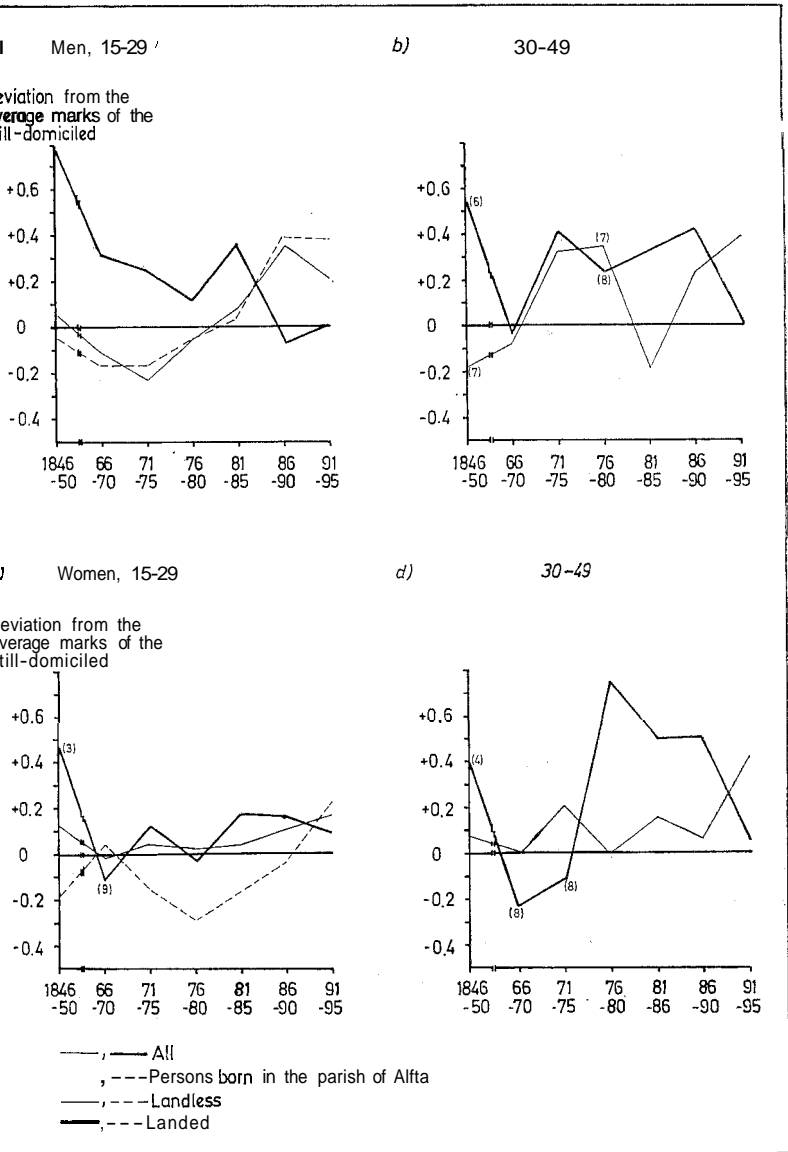 Men, 15-29
eviation from the
verage marks of the
ill-domiciled
+0.6
+0.4
+0.2
0
-0.2
-0.4
1846 66 71 76 81 86 91
-50 -70 -75 -80 -85 -90 -95
b) 30-49
+0.6
+0.4
+0.2
0
-0.2
-0.4
(6)
(7)
(8)
(7)
1846 66 71 76 81 86 91
-50 -70 -75 -80 -85 -90 -95
) Women, 15-29
eviation from the
verage marks of the
till-domiciled
+0.6
+0.4
+0.2
0
-0.2
-0.4
(3)
(9)
1846 66 71 76 81 86 91
-50 -70 -75 -80 -85 -90 -95
d) 30-49
+0.6
+0.4
+0.2
0
-0.2
-0.4
(4)
(8)
(8)
1846 66 71 76 81 86 91
-50 -70 -75 -80 -86 -90 -95
, All
, Persons born in the parish of Alfta
, Landless
, Landed